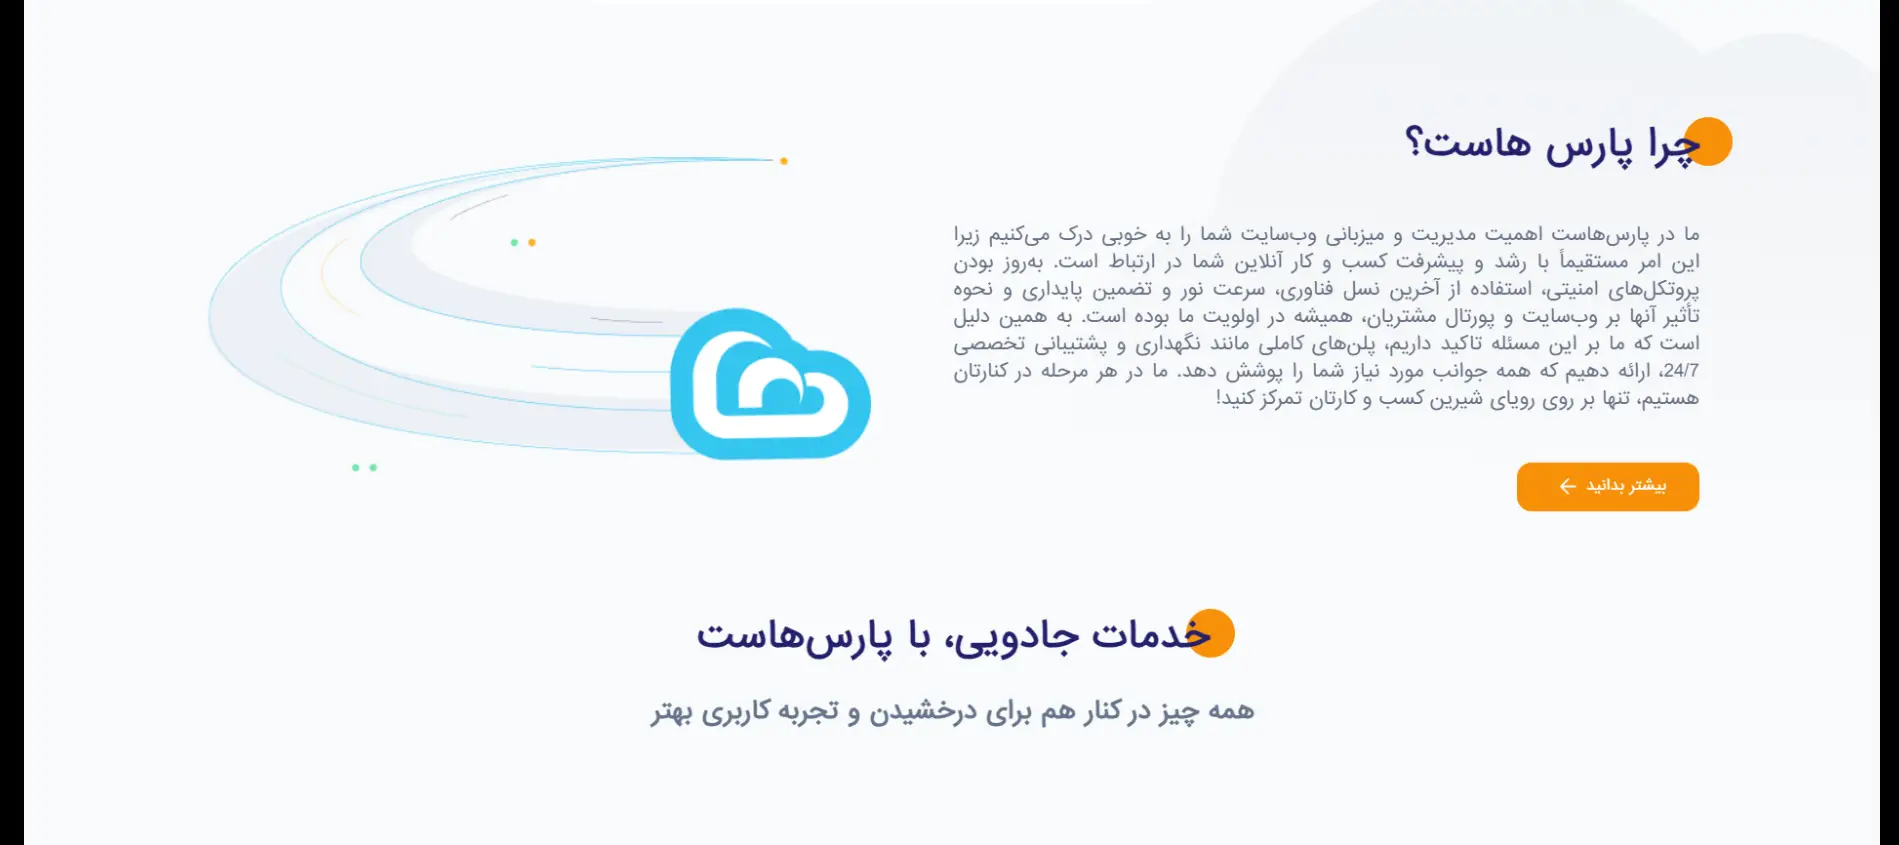 چرا پارس هاست؟
ما در پارس‌هاست اهمیت مدیریت و میزبانی وب‌سایت شما را به خوبی درک می‌کنیم زیرا
این امر مستقیماً با رشد و پیشرفت کسب و کار آنلاین شما در ارتباط است. به‌روز بودن
پروتکل‌های امنیتی، استفاده از آخرین نسل فناوری، سرعت نور و تضمین پایداری و نحوه
تأثیر آنها بر وب‌سایت و پورتال مشتریان، همیشه در اولویت ما بوده است. به همین دلیل
است که ما بر این مسئله تاکید داریم، پلن‌های کاملی مانند نگهداری و پشتیبانی تخصصی
24/7، ارائه دهیم که همه جوانب مورد نیاز شما را پوشش دهد. ما در هر مرحله در کنارتان
هستیم، تنها بر روی رویای شیرین کسب و کارتان تمرکز کنید!
بیشتر بدانید
خدمات جادویی، با پارس‌هاست
همه چیز در کنار هم برای درخشیدن و تجربه کاربری بهتر